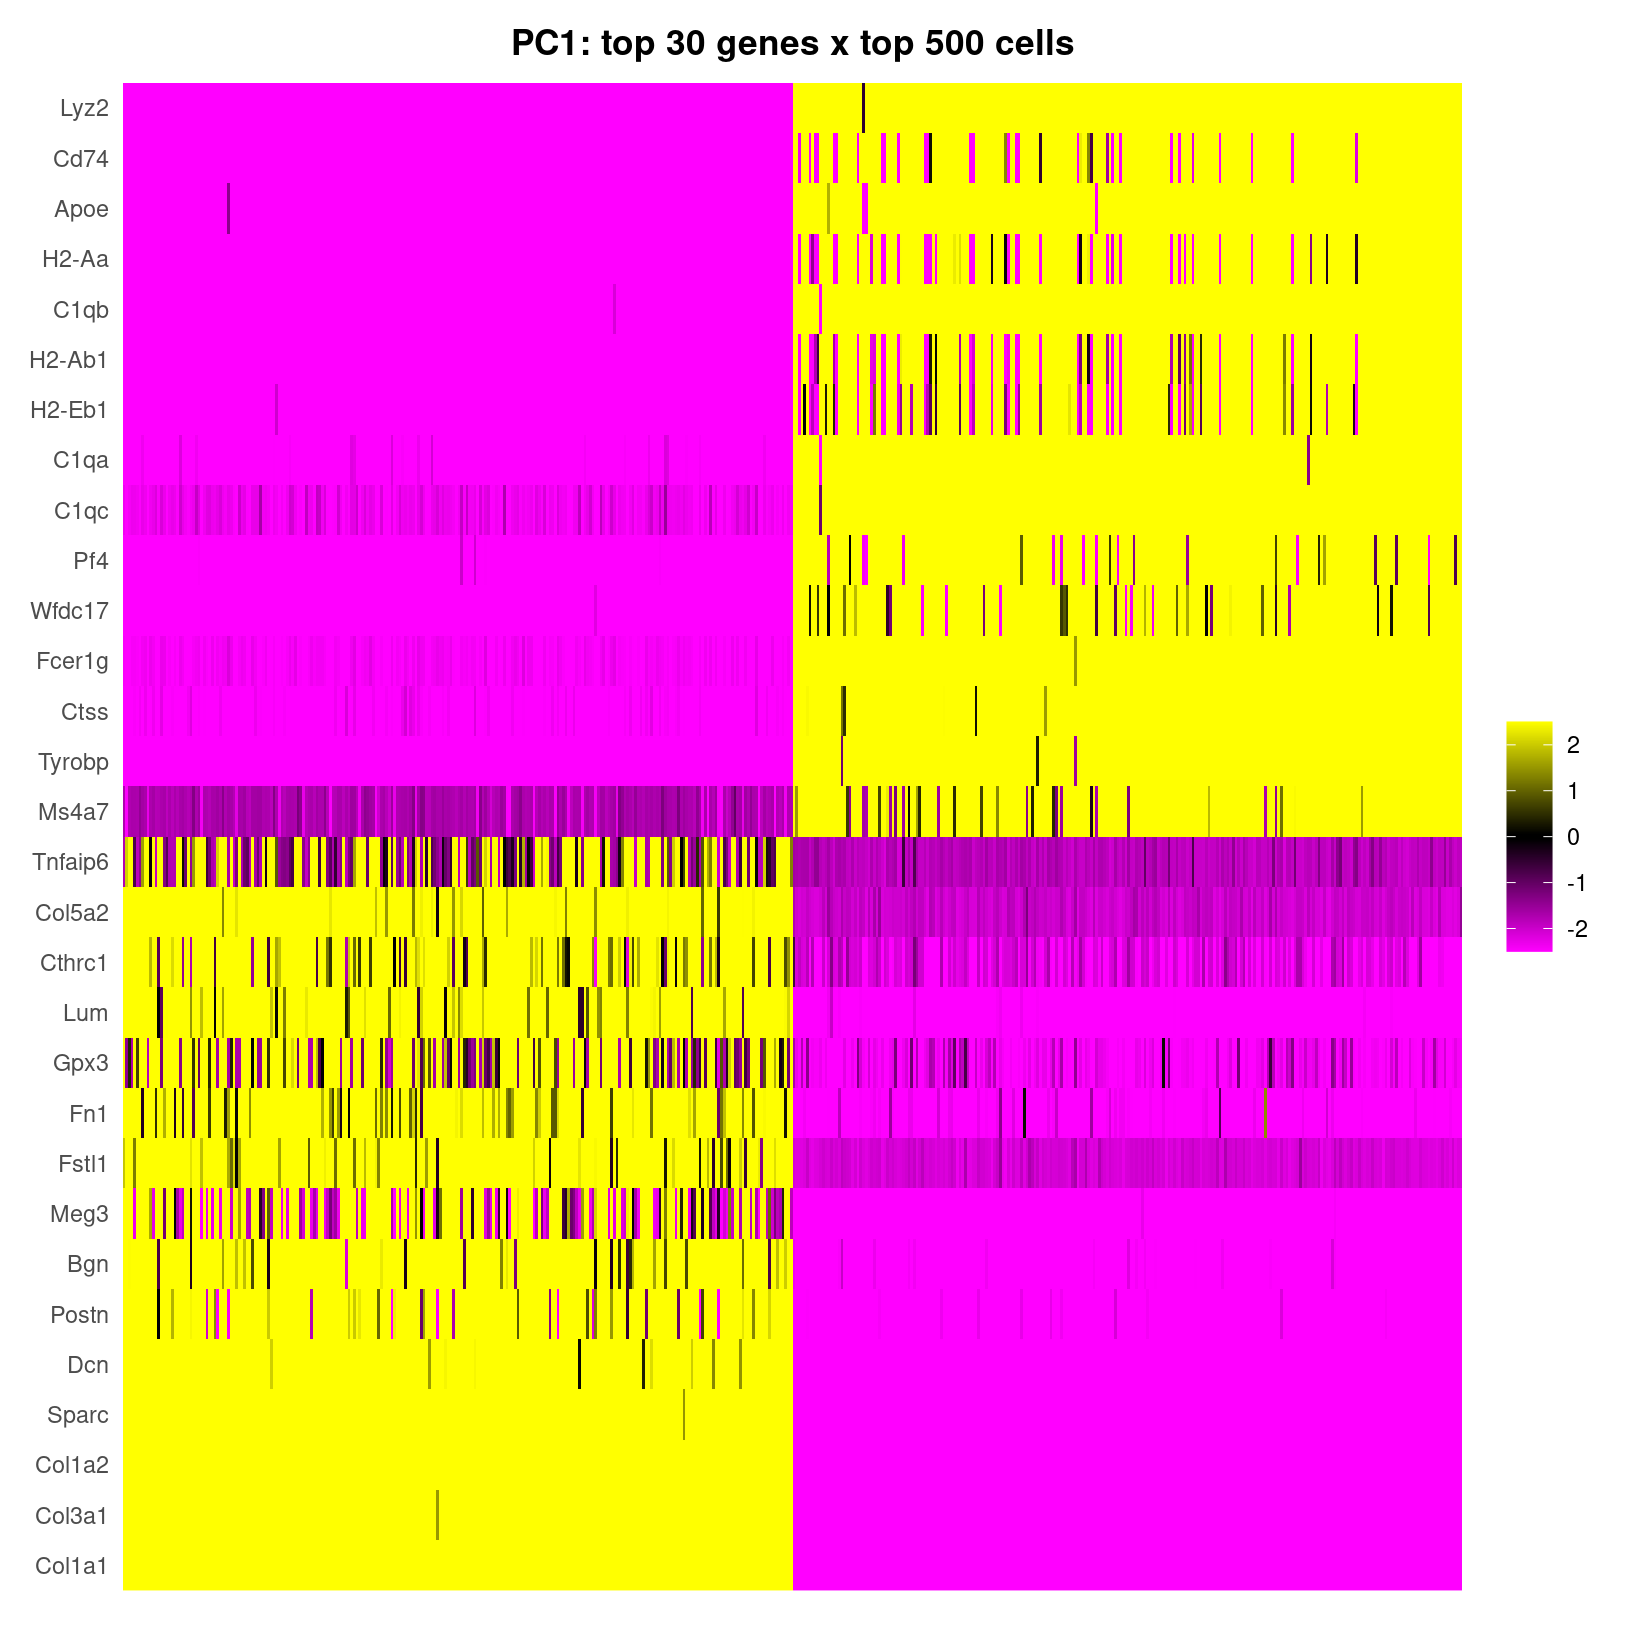 PC1: top 30 genes x top 500 cells
Lyz2
Cd74
Apoe
H2-Aa
C1qb
H2-Ab1
H2-Eb1
C1qa
C1qc
Pf4
Wfdc17
Fcer1g
Ctss
Tyrobp
Ms4a7
Tnfaip6
Col5a2
Cthrc1
Lum
Gpx3
Fn1
Fstl1
Meg3
Bgn
Postn
Dcn
Sparc
Col1a2
Col3a1
Col1a1
2
1
0
-1
-2